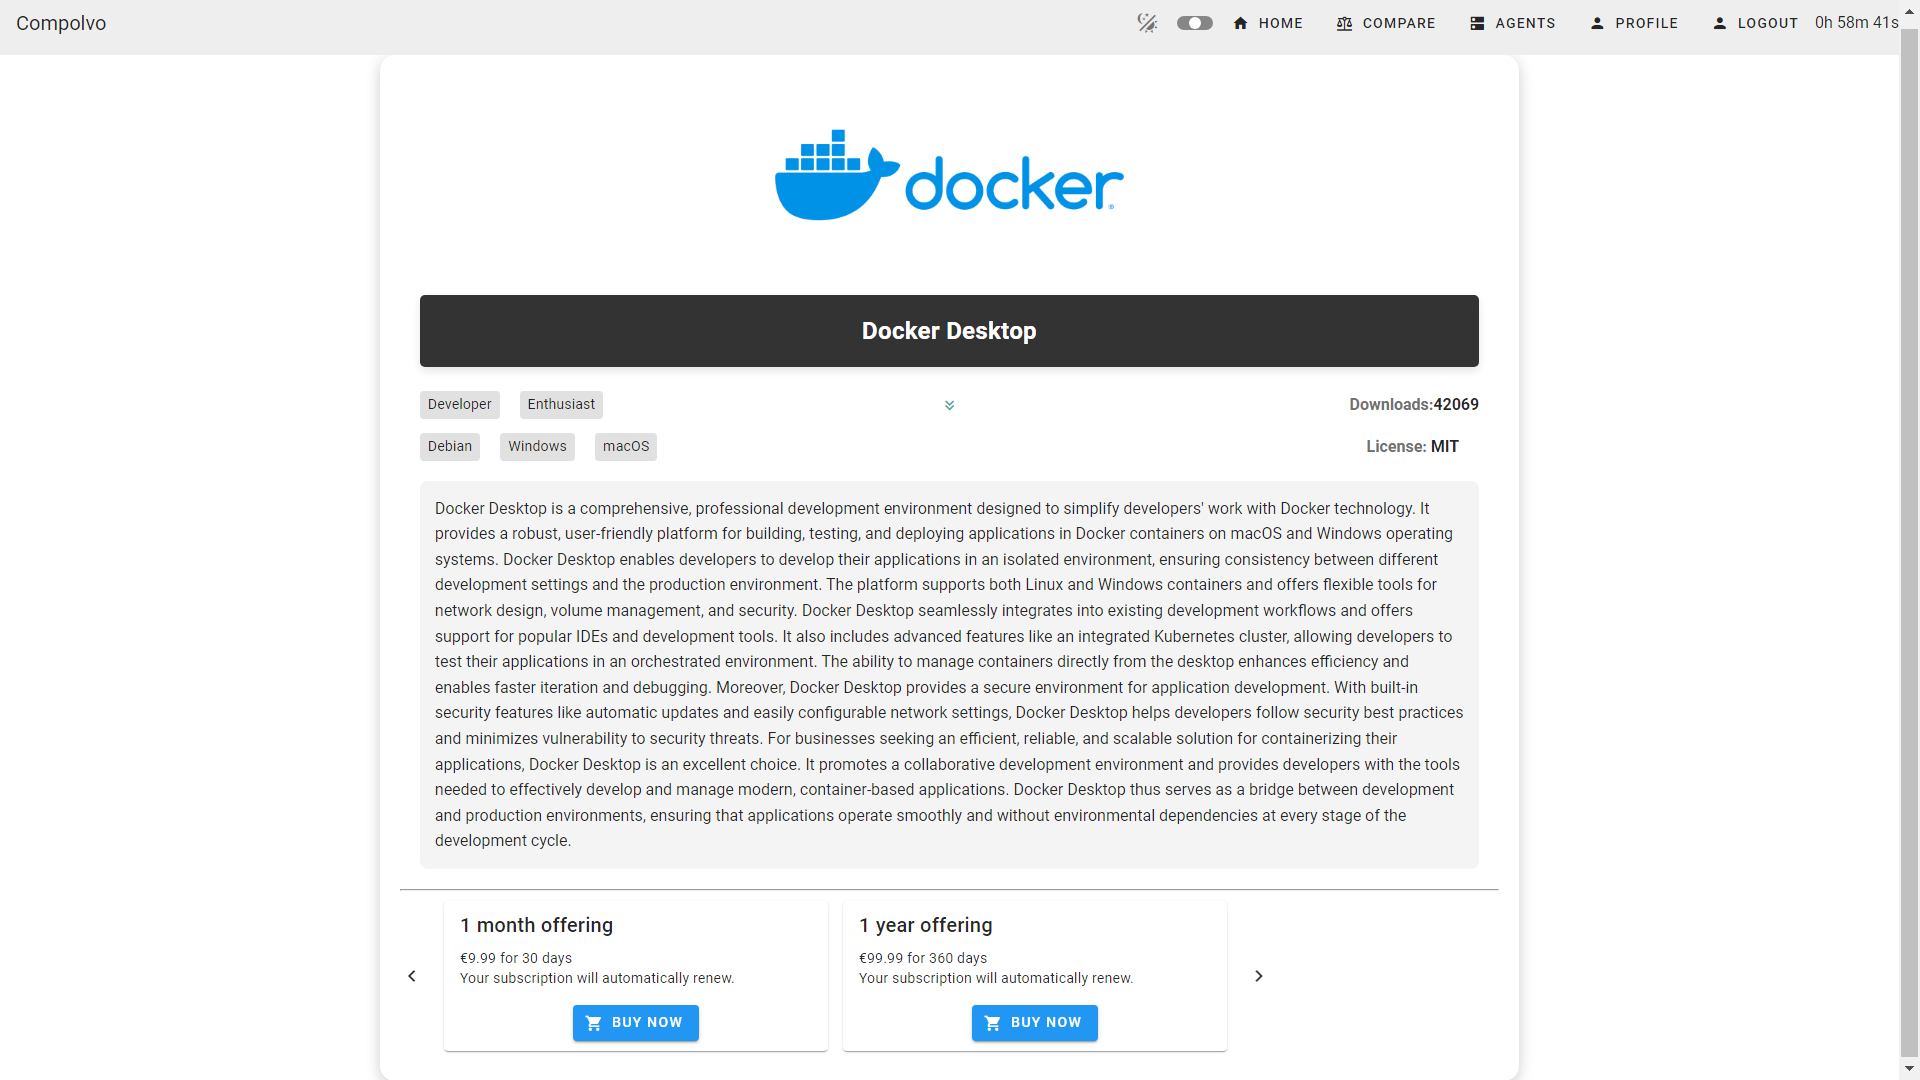 Compolvo
HOME
COMPARE
AGENTS
PROFILE
LOGOUT
0h 58m 41s
docker
Docker Desktop
Developer
Enthusiast
Downloads:42069
Debian
Windows
macOS
License: MIT
Docker Desktop is a comprehensive, professional development environment designed to simplify developers' work with Docker technology. It
provides a robust, user-friendly platform for building, testing, and deploying applications in Docker containers on macOS and Windows operating
systems. Docker Desktop enables developers to develop their applications in an isolated environment, ensuring consistency between different
development settings and the production environment. The platform supports both Linux and Windows containers and offers flexible tools for
network design, volume management, and security. Docker Desktop seamlessly integrates into existing development workflows and offers
support for popular IDEs and development tools. It also includes advanced features like an integrated Kubernetes cluster, allowing developers to
test their applications in an orchestrated environment. The ability to manage containers directly from the desktop enhances efficiency and
enables faster iteration and debugging. Moreover, Docker Desktop provides a secure environment for application development. With built-in
security features like automatic updates and easily configurable network settings, Docker Desktop helps developers follow security best practices
and minimizes vulnerability to security threats. For businesses seeking an efficient, reliable, and scalable solution for containerizing their
applications, Docker Desktop is an excellent choice. It promotes a collaborative development environment and provides developers with the tools
needed to effectively develop and manage modern, container-based applications. Docker Desktop thus serves as a bridge between development
and production environments, ensuring that applications operate smoothly and without environmental dependencies at every stage of the
development cycle.
1 month offering
€9.99 for 30 days
Your subscription will automatically renew.
BUY NOW
1 year offering
€99.99 for 360 days
Your subscription will automatically renew.
BUY NOW